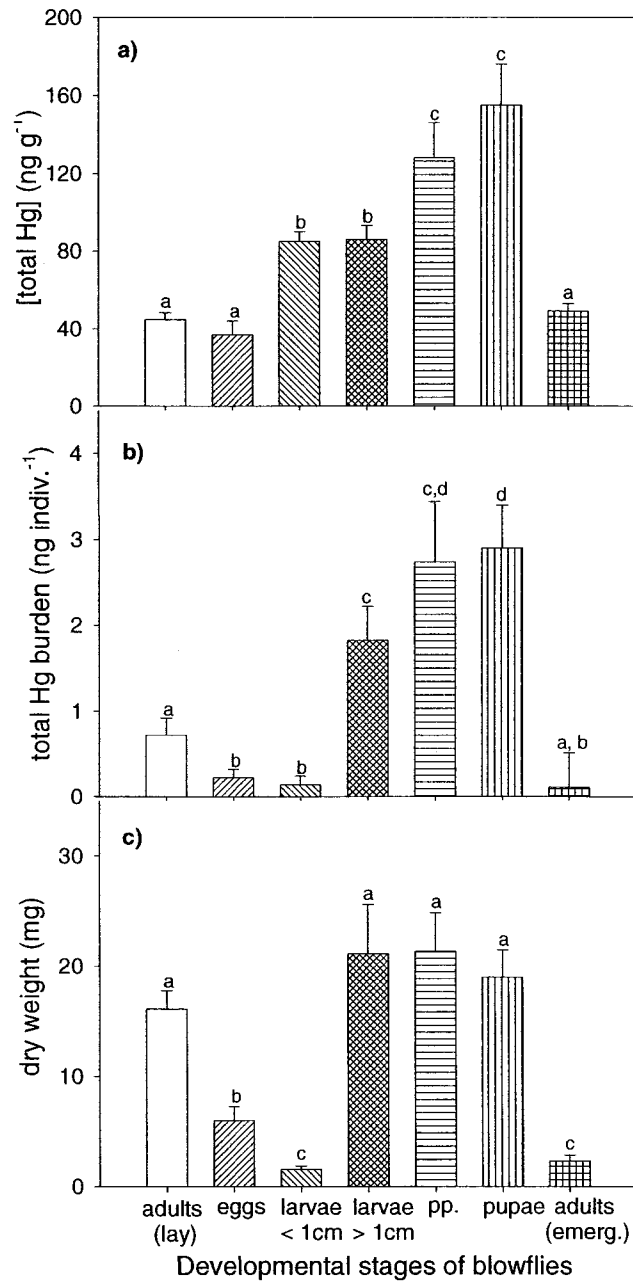 a)
[total Hg] (ng g⁻¹)
200
160
120
80
40
0
a
a
b
b
c
c
a
b)
total Hg burden (ng indiv.⁻¹)
4
3
2
1
0
a
b
b
c
c,d
d
a, b
c)
dry weight (mg)
30
20
10
0
a
b
c
a
a
a
c
adults eggs larvae larvae pp. pupae adults
(lay) < 1cm > 1cm (emerg.)
Developmental stages of blowflies